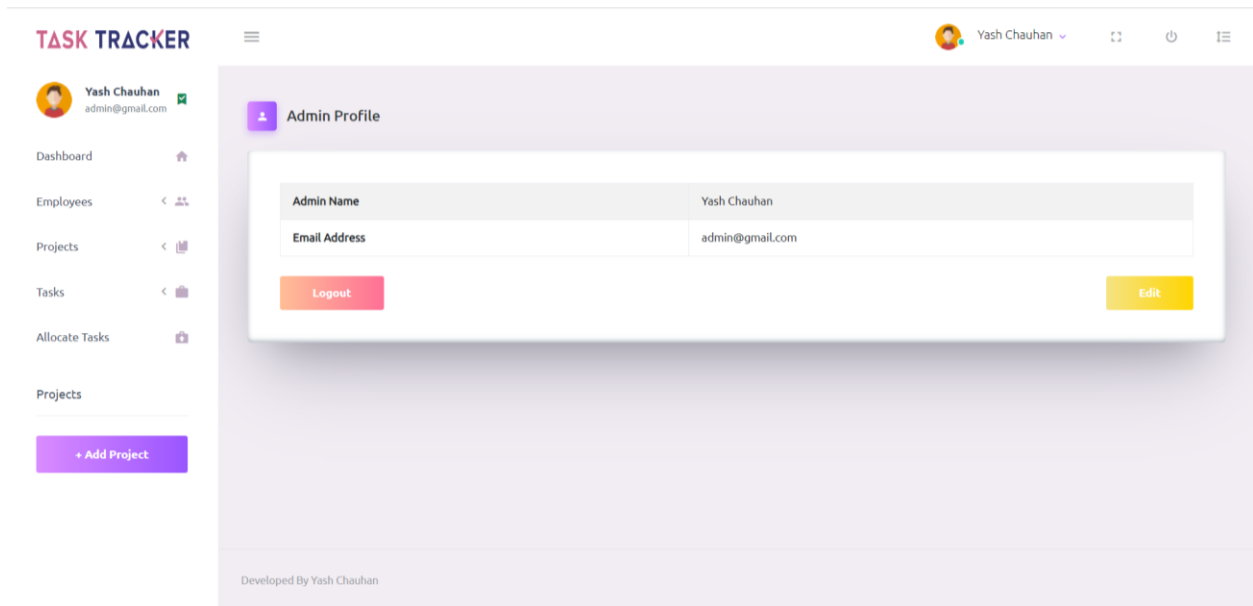 TASK TRACKER
Yash Chauhan
Yash Chauhan
admin@gmail.com
Dashboard
Employees
Projects
Tasks
Allocate Tasks
Projects
+ Add Project
Admin Profile
Admin Name Yash Chauhan
Email Address admin@gmail.com
Logout Edit
Developed By Yash Chauhan